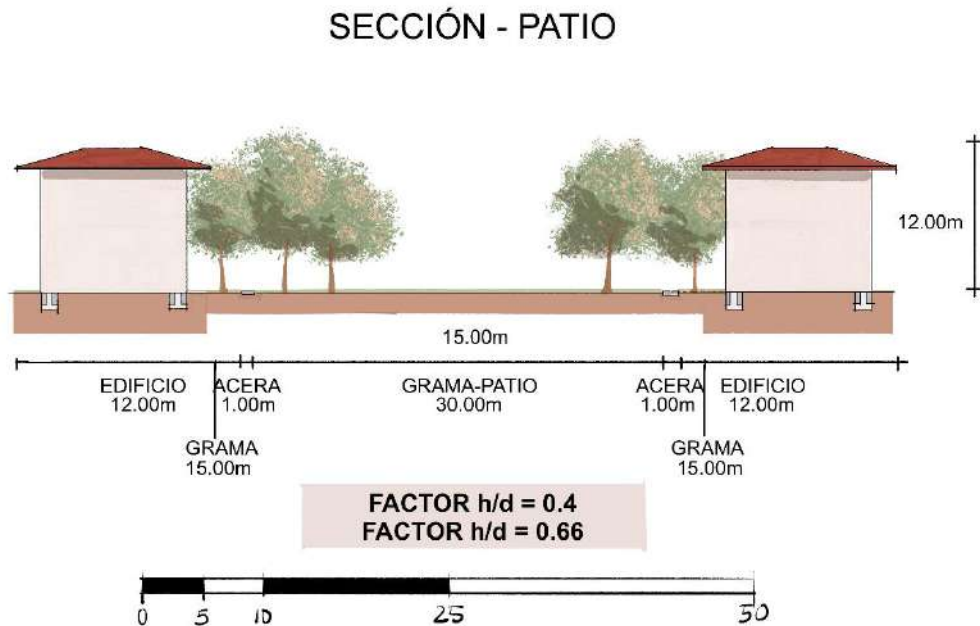 SECCIÓN - PATIO
12.00m
15.00m
EDIFICIO ACERA GRAMA-PATIO ACERA EDIFICIO
12.00m 1.00m 30.00m 1.00m 12.00m
GRAMA GRAMA
15.00m 15.00m
FACTOR h/d = 0.4
FACTOR h/d = 0.66
0 5 10 25 50